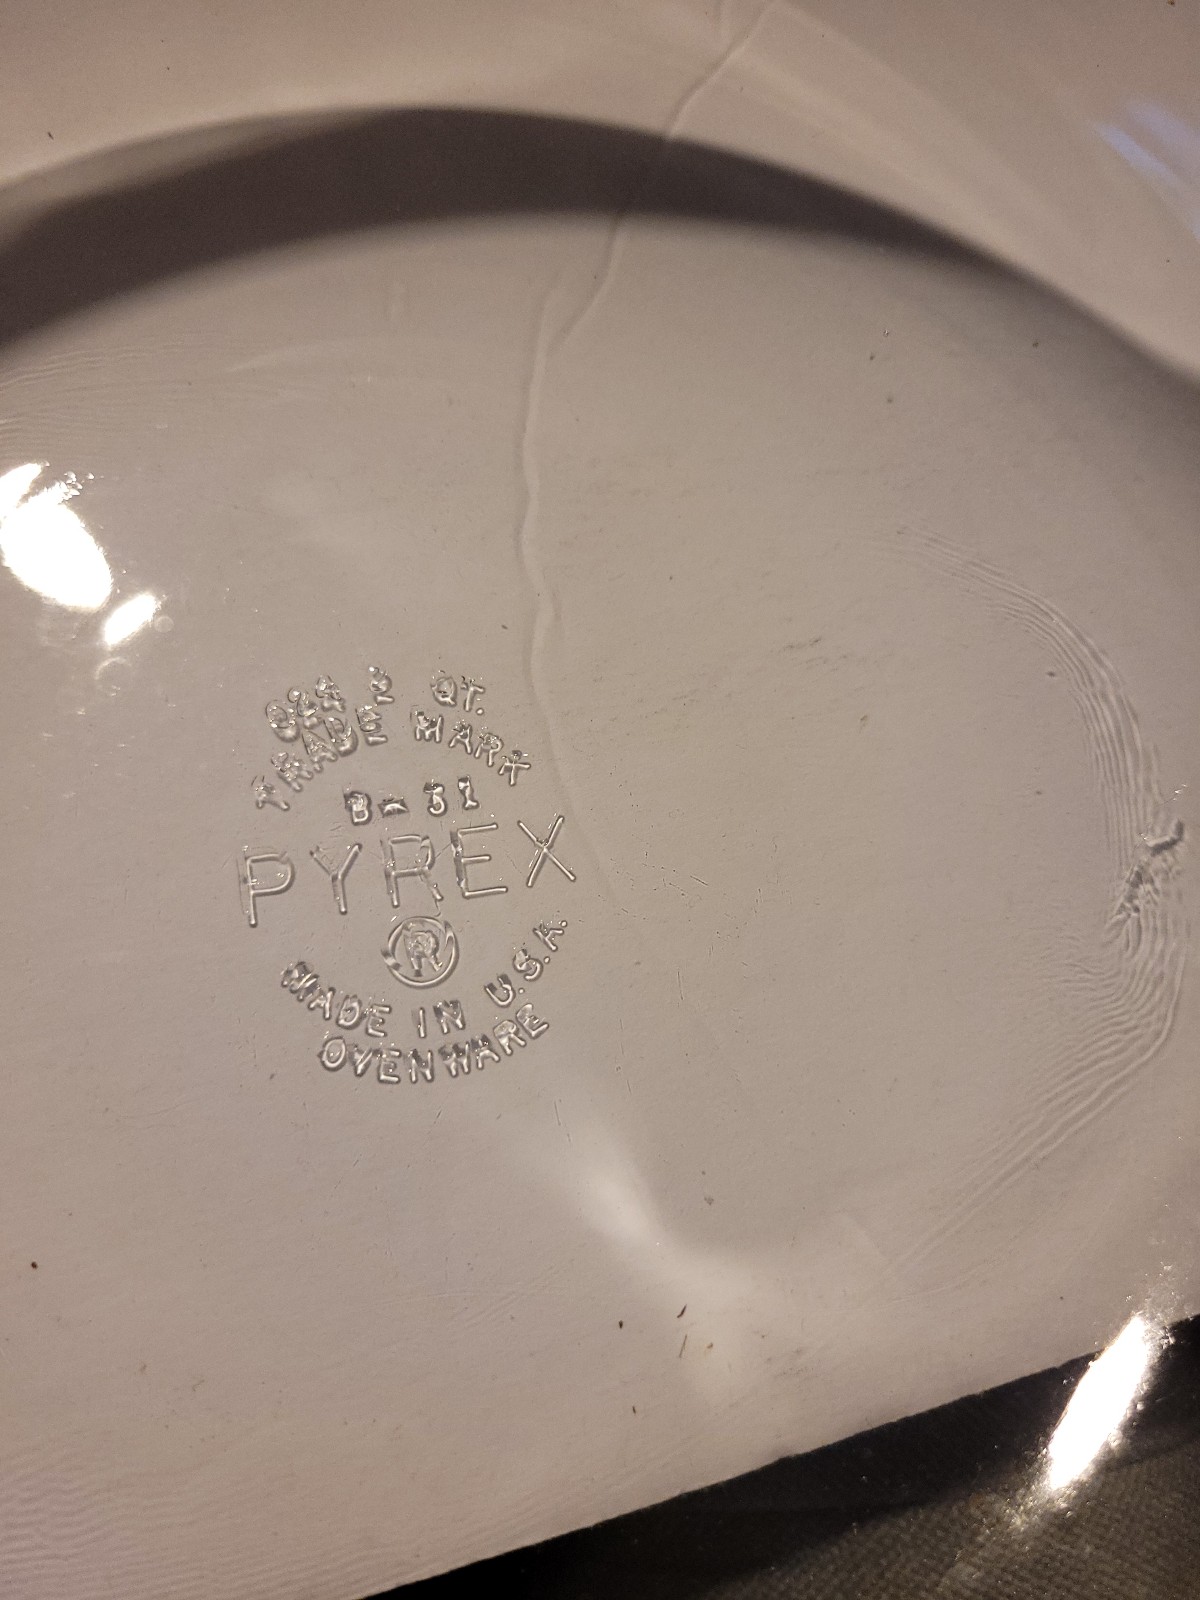 024 2 QT.
TRADE MARK
B-31
PYREX
®
MADE IN U.S.A.
OVENWARE